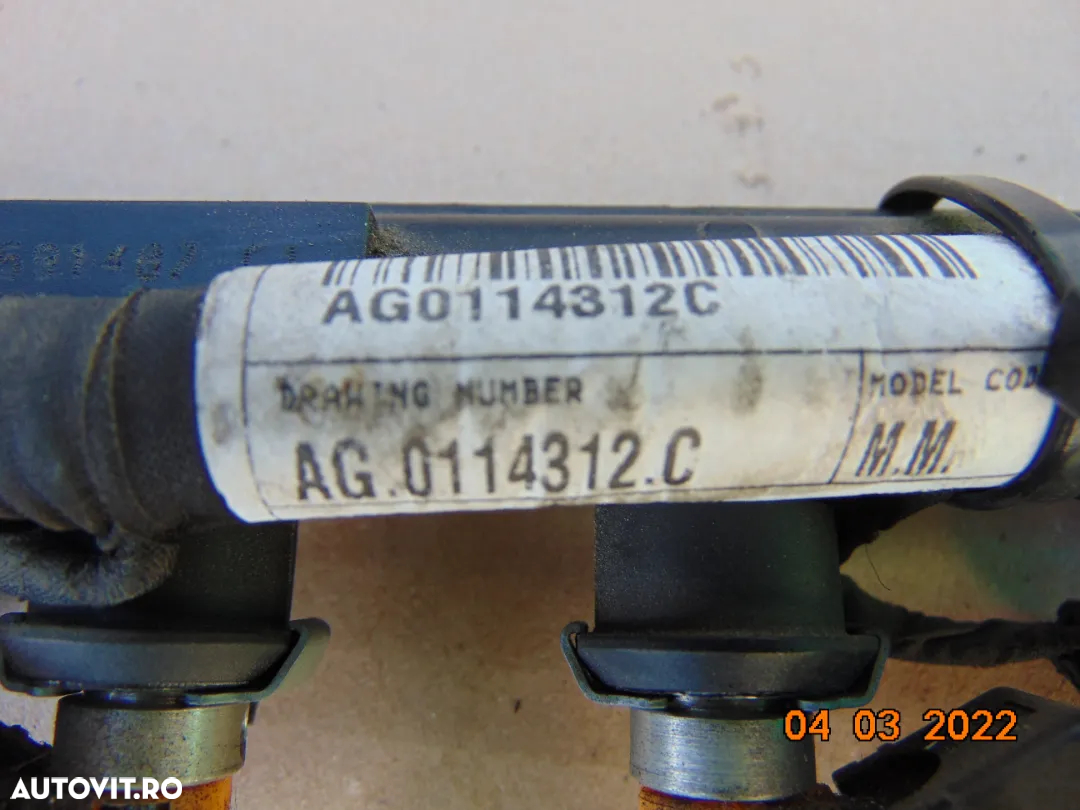 AG0114312C
DRAWING NUMBER
MODEL COD
AG.0114312.C
M.M.
04 03 2022
AUTOVIT.RO